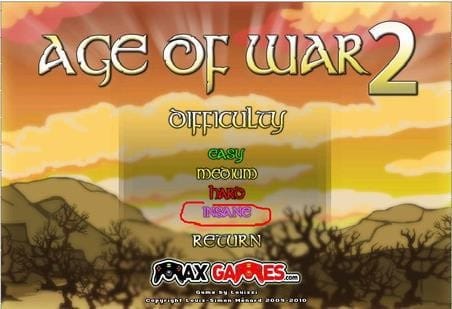 AGE OF WAR 2
DIFFICULTY
EASY
MEDIUM
HARD
INSANE
RETURN
MAX GAMES.com
Game by Louissi
Copyright Louis-Simon Ménard 2009-2010